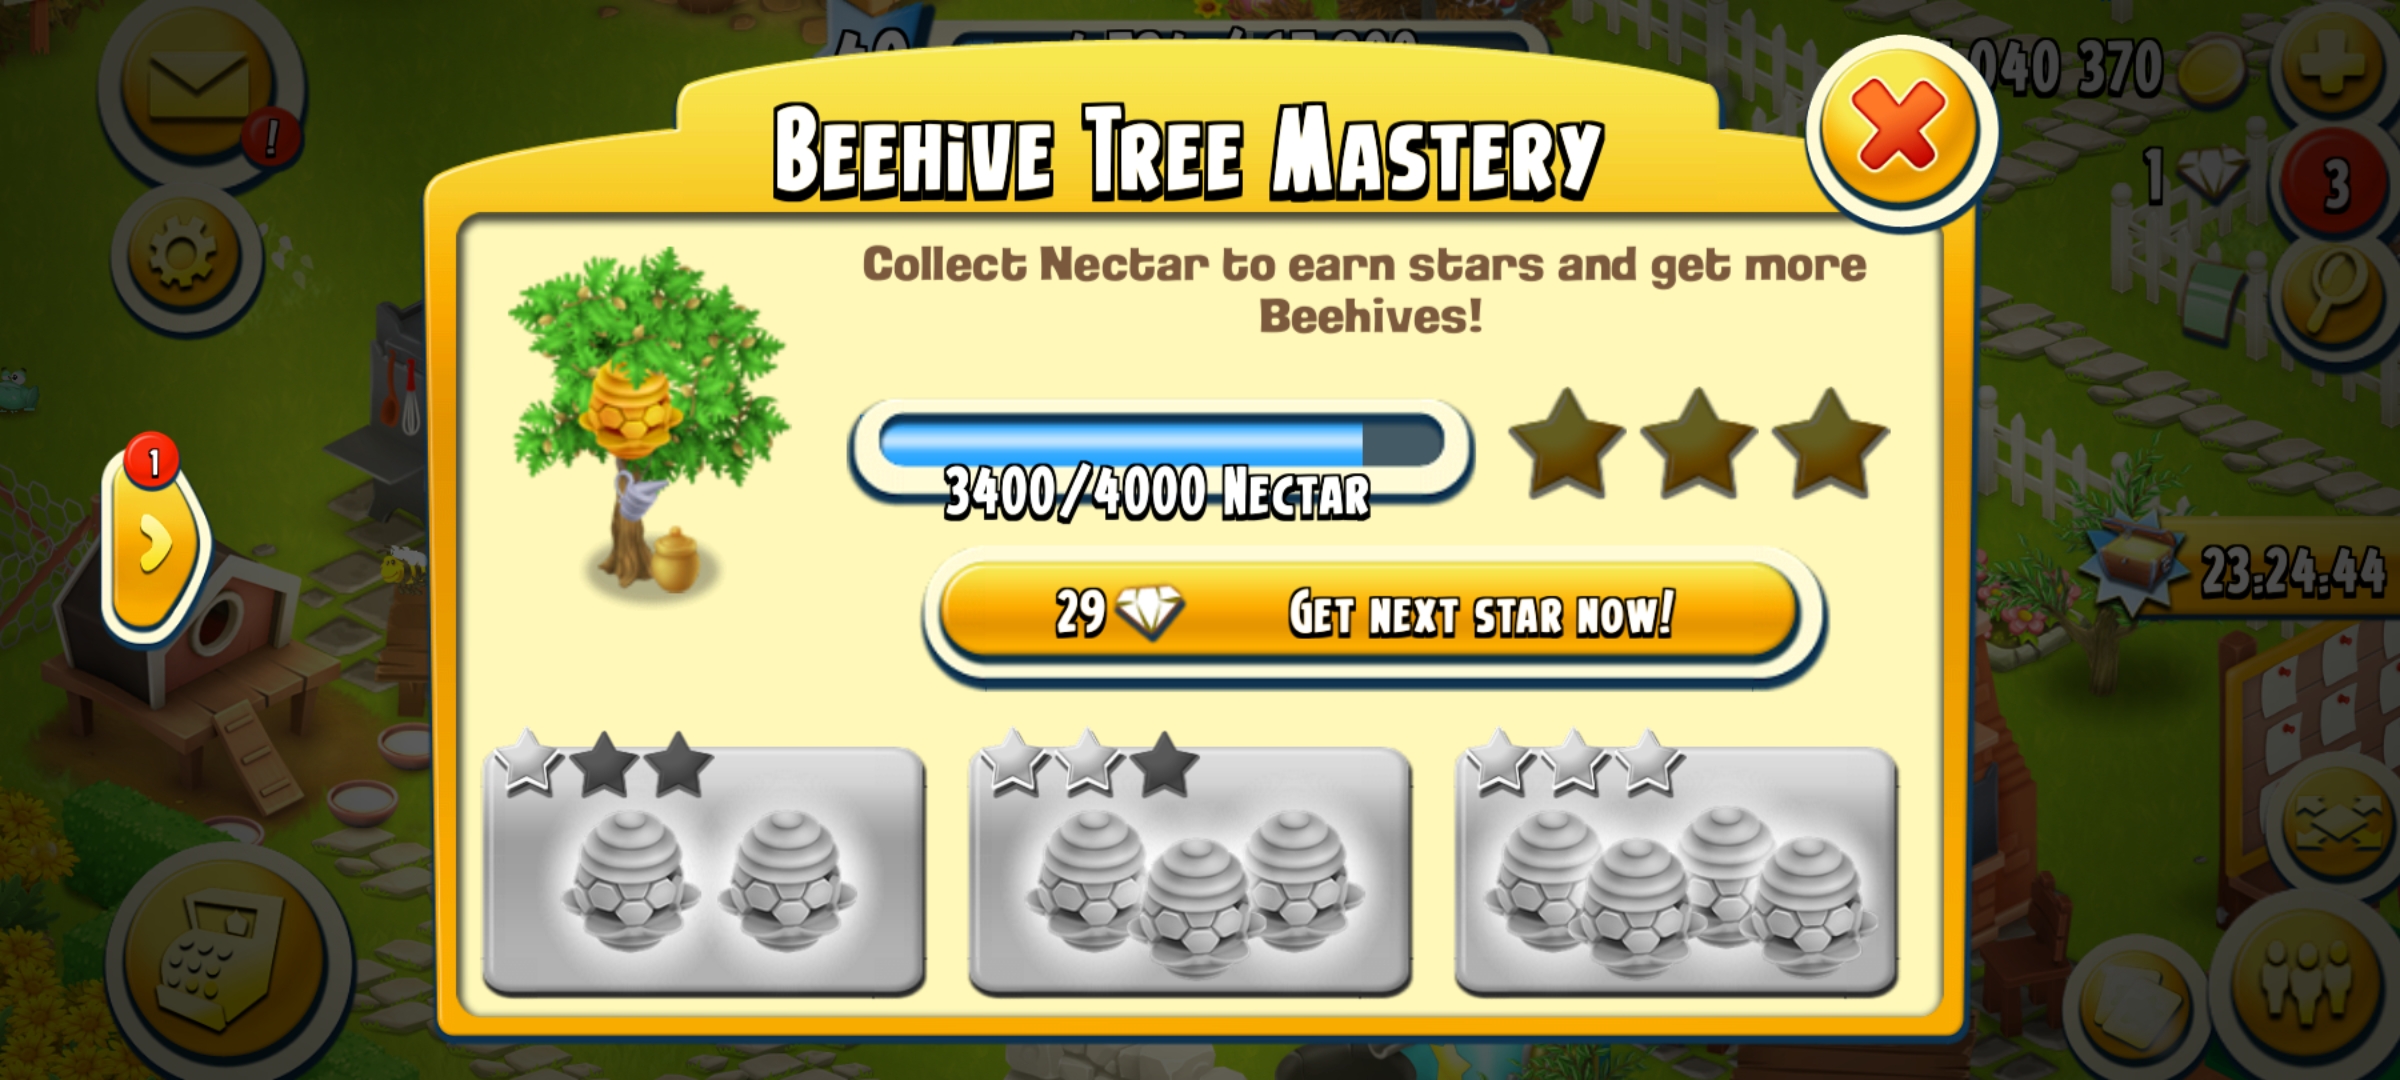 BEEHIVE TREE MASTERY
040 370
!
1
3
Collect Nectar to earn stars and get more
Beehives!
1
3400/4000 NECTAR
23:24:44
29 GET NEXT STAR NOW!